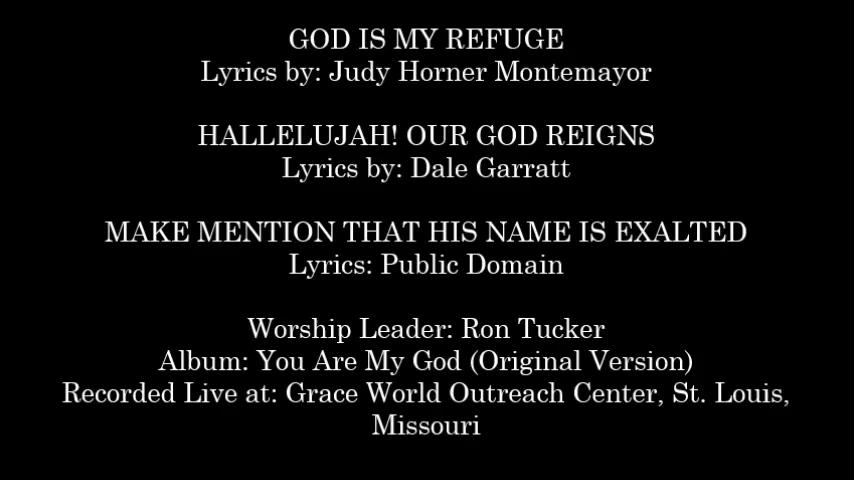 GOD IS MY REFUGE
Lyrics by: Judy Horner Montemayor
HALLELUJAH! OUR GOD REIGNS
Lyrics by: Dale Garratt
MAKE MENTION THAT HIS NAME IS EXALTED
Lyrics: Public Domain
Worship Leader: Ron Tucker
Album: You Are My God (Original Version)
Recorded Live at: Grace World Outreach Center, St. Louis,
Missouri